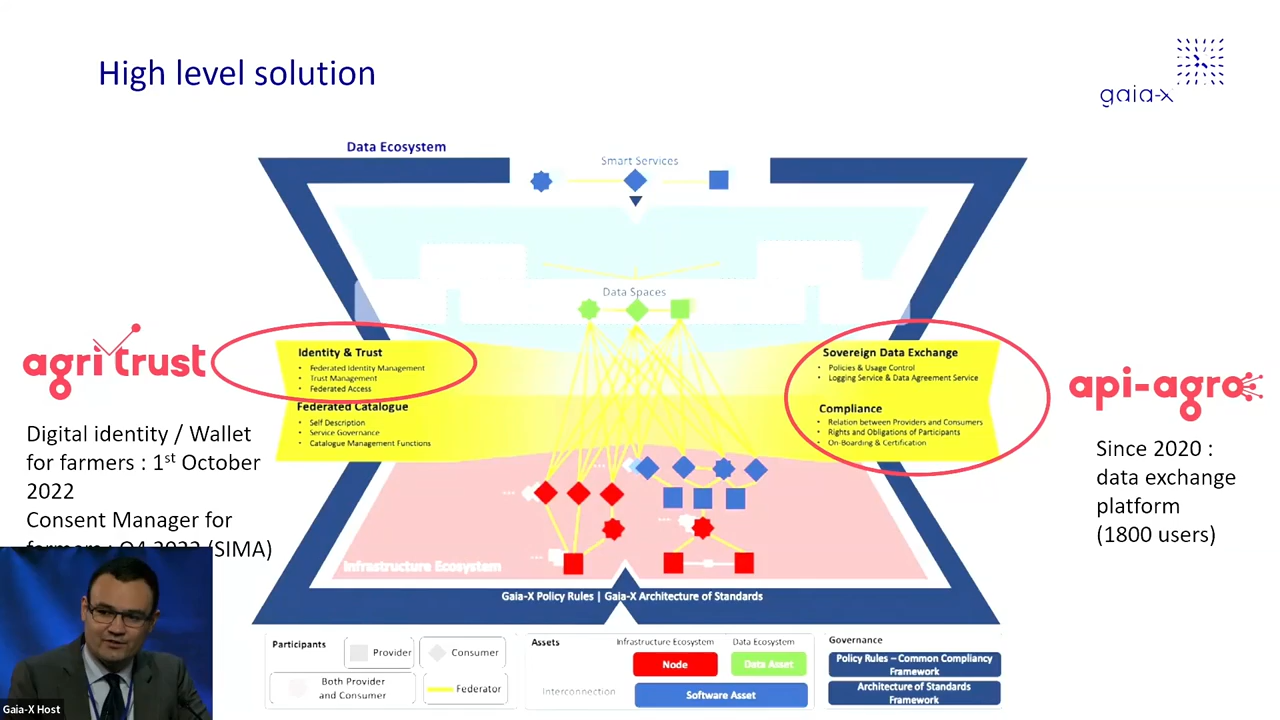 High level solution
gaia-x
Data Ecosystem
Smart Services
Data Spaces
agri trust
Digital identity / Wallet
for farmers : 1st October
2022
Consent Manager for
farmers : Q4 2022 (SIMA)
Identity & Trust
• Federated Identity Management
• Trust Management
• Federated Access
Federated Catalogue
• Self Description
• Service Governance
• Catalogue Management Functions
Sovereign Data Exchange
• Policies & Usage Control
• Logging Service & Data Agreement Service
Compliance
• Relation between Providers and Consumers
• Rights and Obligations of Participants
• On-Boarding & Certification
api-agro
Since 2020 :
data exchange
platform
(1800 users)
...
...
...
...
Infrastructure Ecosystem
Gaia-X Policy Rules | Gaia-X Architecture of Standards
Participants
Provider
Consumer
Both Provider
and Consumer
Federator
Assets
Infrastructure Ecosystem
Data Ecosystem
Node
Data Asset
Interconnection
Software Asset
Governance
Policy Rules – Common Compliancy
Framework
Architecture of Standards
Framework
Gaia-X Host